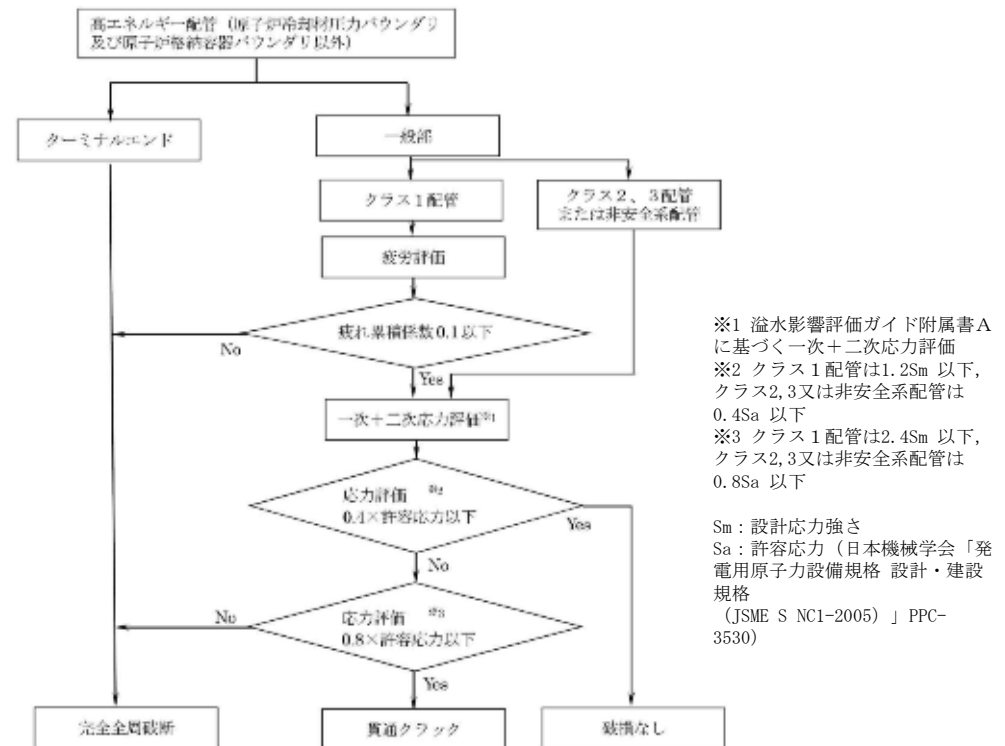 高エネルギー配管（原子炉冷却材圧力バウンダリ
及び原子炉格納容器バウンダリ以外）
ターミナルエンド
一般部
クラス１配管
クラス２、３配管
または非安全系配管
疲労評価
疲れ累積係数0.1以下
No
Yes
一次＋二次応力評価※1
応力評価 ※2
0.4×許容応力以下
Yes
No
応力評価 ※3
0.8×許容応力以下
No
Yes
完全全周破断
貫通クラック
破損なし
※1 溢水影響評価ガイド附属書Ａ
に基づく一次＋二次応力評価
※2 クラス１配管は1.2Sm 以下,
クラス2,3又は非安全系配管は
0.4Sa 以下
※3 クラス１配管は2.4Sm 以下,
クラス2,3又は非安全系配管は
0.8Sa 以下
Sm：設計応力強さ
Sa：許容応力（日本機械学会「発
電用原子力設備規格 設計・建設
規格
（JSME S NC1-2005）」PPC-
3530）